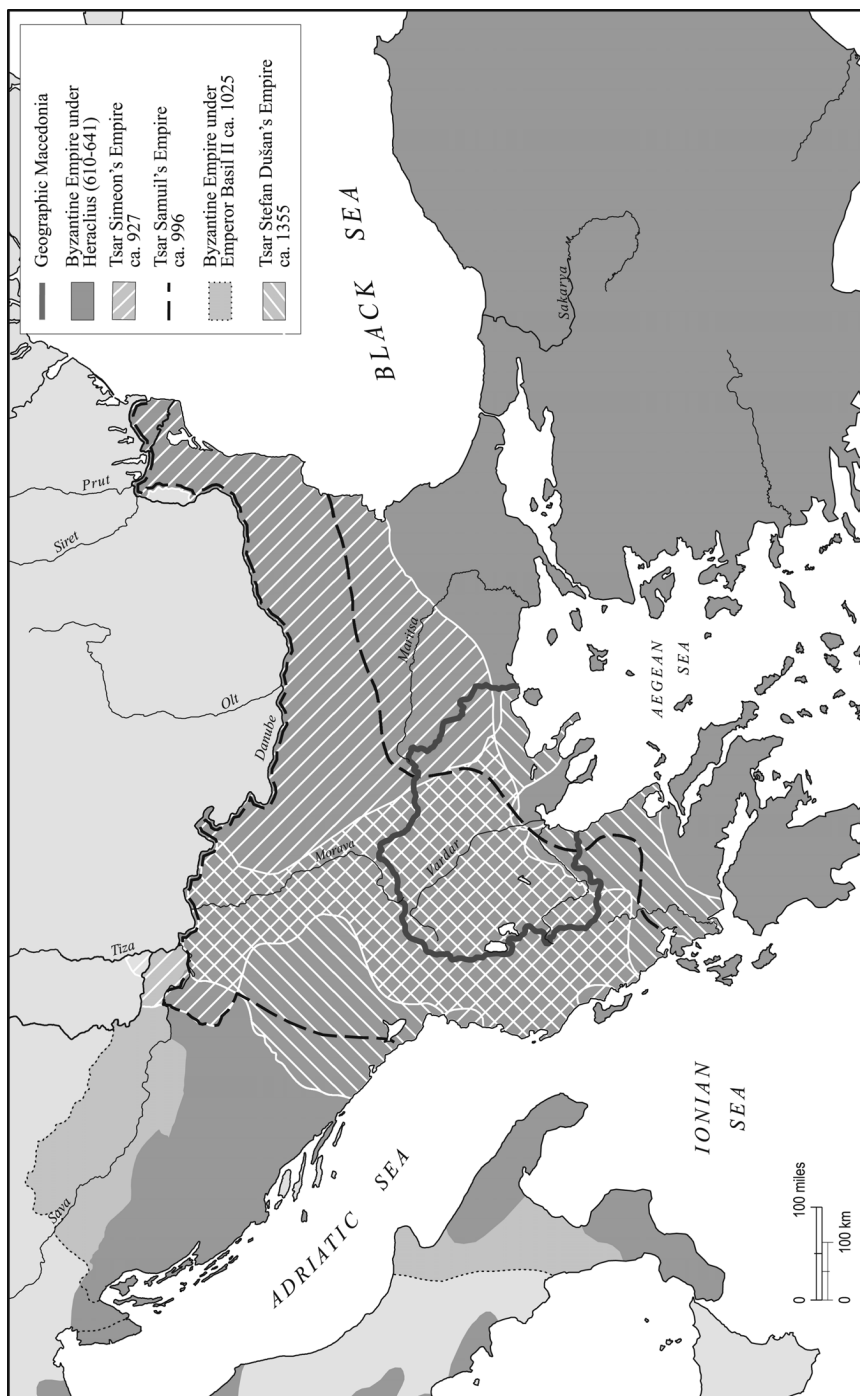 Geographic Macedonia
Byzantine Empire under
Heraclius (610-641)
Tsar Simeon's Empire
ca. 927
Tsar Samuil's Empire
ca. 996
Byzantine Empire under
Emperor Basil II ca. 1025
Tsar Stefan Dušan's Empire
ca. 1355
Prut
Siret
Olt
Danube
Tiza
Sava
Morava
Vardar
Maritsa
Sakarya
BLACK SEA
ADRIATIC SEA
AEGEAN
SEA
IONIAN
SEA
0 100 miles
0 100 km